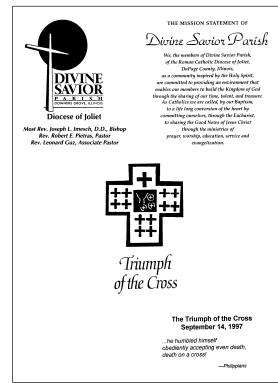 DIVINE
SAVIOR
PARISH
DOWNERS GROVE, ILLINOIS
Diocese of Joliet
Most Rev. Joseph L. Imesch, D.D., Bishop
Rev. Robert E. Pietras, Pastor
Rev. Leonard Guz, Associate Pastor
THE MISSION STATEMENT OF
Divine Savior Parish
We, the members of Divine Savior Parish,
of the Roman Catholic Diocese of Joliet,
DuPage County, Illinois,
as a community inspired by the Holy Spirit,
are committed to providing an environment that
enables our members to build the Kingdom of God
through the sharing of our time, talent, and treasure.
As Catholics we are called, by our Baptism,
to a life long conversion of the heart by
committing ourselves, through the Eucharist,
to sharing the Good News of Jesus Christ
through the ministries of
prayer, worship, education, service and
evangelization.
Triumph
of the Cross
The Triumph of the Cross
September 14, 1997
...he humbled himself
obediently accepting even death,
death on a cross!
—Philippians